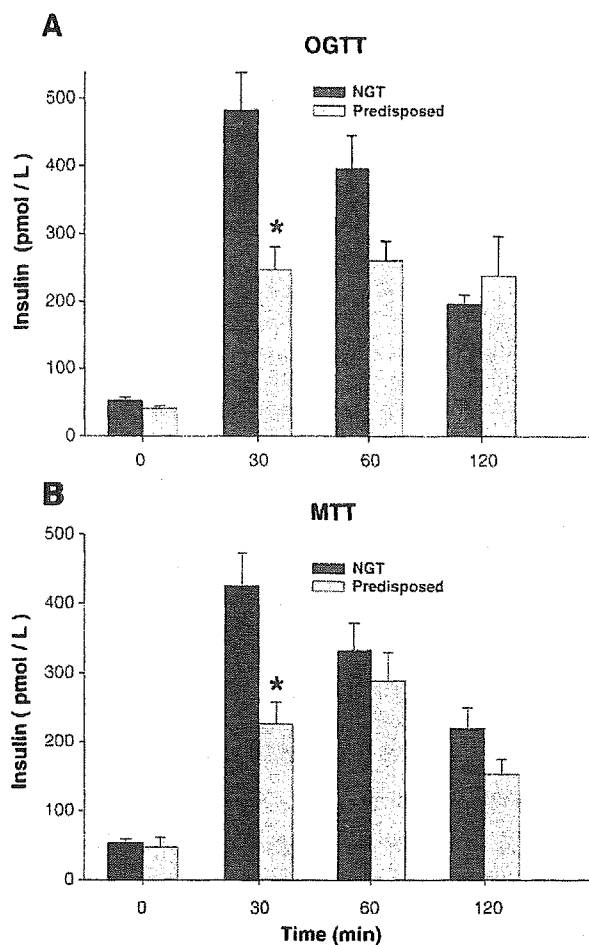 A
OGTT
NGT
Predisposed
Insulin (pmol / L)
500
400
300
200
100
0
*
0 30 60 120
B
MTT
NGT
Predisposed
Insulin ( pmol / L )
500
400
300
200
100
0
*
0 30 60 120
Time (min)